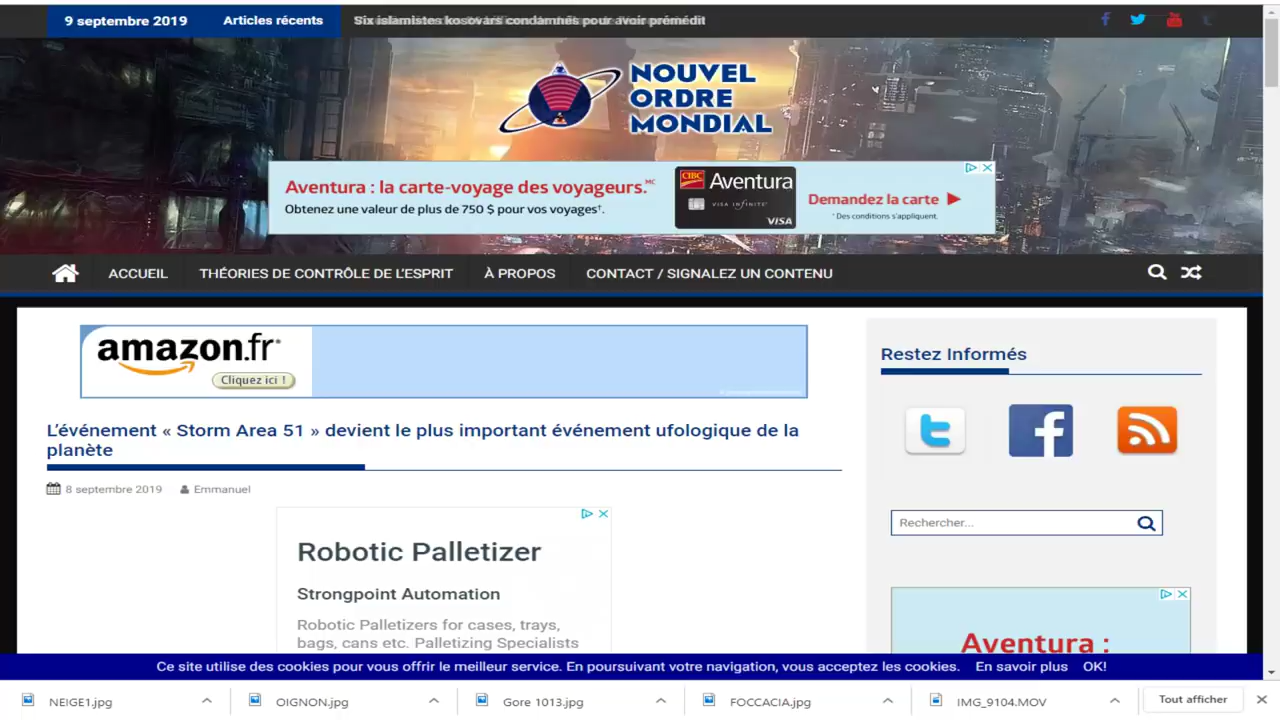 9 septembre 2019
Articles récents
Six islamistes kosovars condamnés pour avoir prémédit
NOUVEL
ORDRE
MONDIAL
Aventura : la carte-voyage des voyageurs.MC
Obtenez une valeur de plus de 750 $ pour vos voyages†.
CIBC Aventura
VISA INFINITE
VISA
Demandez la carte
* Des conditions s'appliquent.
ACCUEIL THÉORIES DE CONTRÔLE DE L'ESPRIT À PROPOS CONTACT / SIGNALEZ UN CONTENU
amazon.fr
Cliquez ici !
L'événement « Storm Area 51 » devient le plus important événement ufologique de la
planète
8 septembre 2019 Emmanuel
Robotic Palletizer
Strongpoint Automation
Robotic Palletizers for cases, trays,
bags, cans etc. Palletizing Specialists
Restez Informés
Rechercher...
Aventura :
Ce site utilise des cookies pour vous offrir le meilleur service. En poursuivant votre navigation, vous acceptez les cookies. En savoir plus OK!
NEIGE1.jpg OIGNON.jpg Gore 1013.jpg FOCCACIA.jpg IMG_9104.MOV Tout afficher